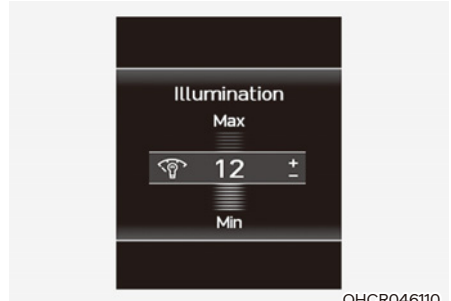 Illumination
Max
12 +
−
Min
OHCR046110